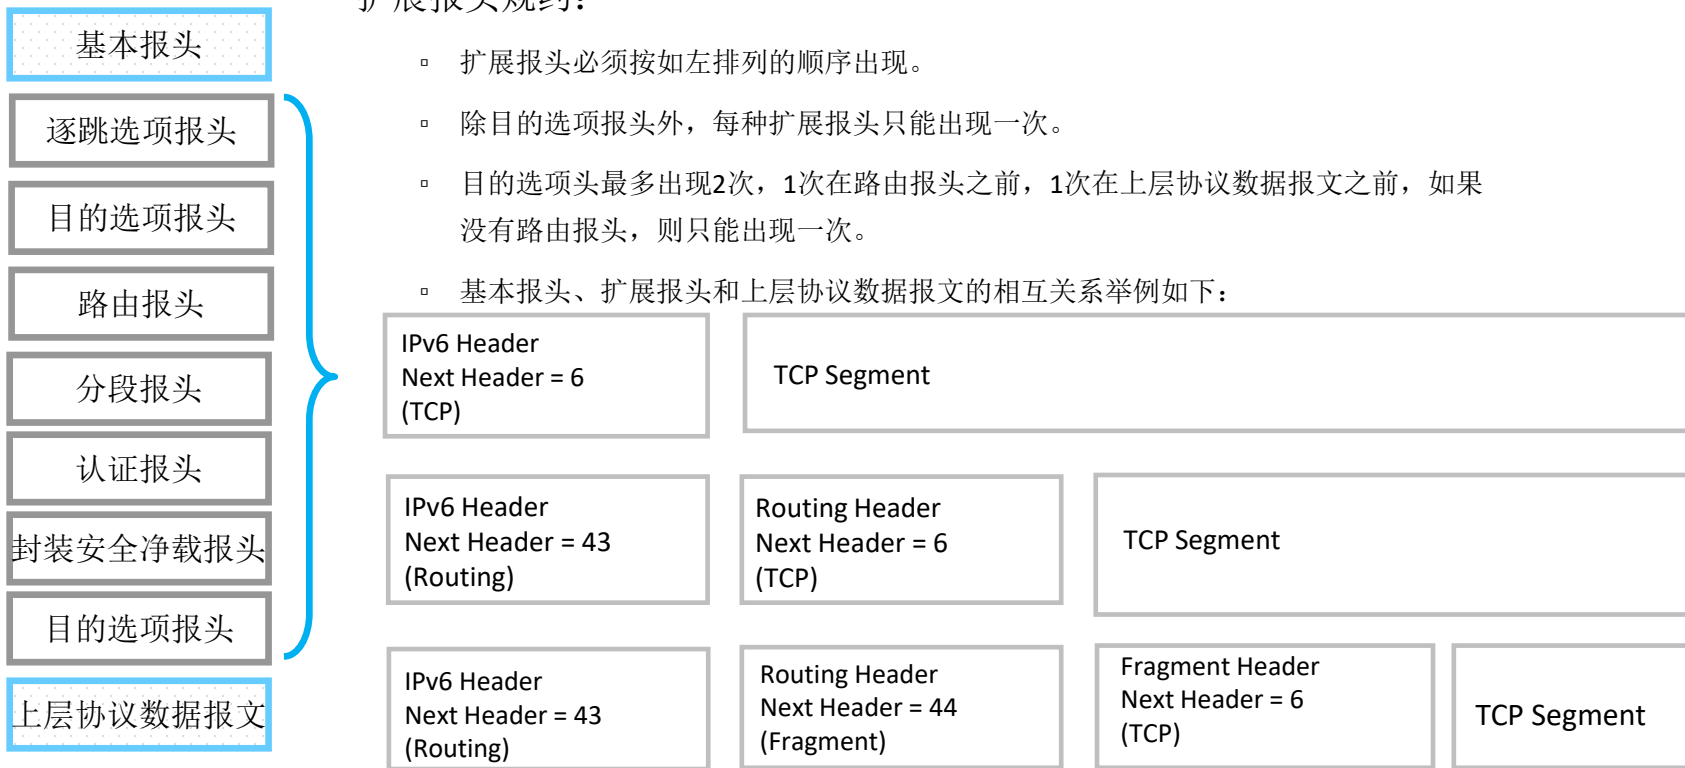 基本报头
逐跳选项报头
目的选项报头
路由报头
分段报头
认证报头
封装安全净载报头
目的选项报头
上层协议数据报文
扩展报头规约：
▫ 扩展报头必须按如左排列的顺序出现。
▫ 除目的选项报头外，每种扩展报头只能出现一次。
▫ 目的选项头最多出现2次，1次在路由报头之前，1次在上层协议数据报文之前，如果
没有路由报头，则只能出现一次。
▫ 基本报头、扩展报头和上层协议数据报文的相互关系举例如下：
IPv6 Header
Next Header = 6
(TCP)
TCP Segment
IPv6 Header
Next Header = 43
(Routing)
Routing Header
Next Header = 6
(TCP)
TCP Segment
IPv6 Header
Next Header = 43
(Routing)
Routing Header
Next Header = 44
(Fragment)
Fragment Header
Next Header = 6
(TCP)
TCP Segment